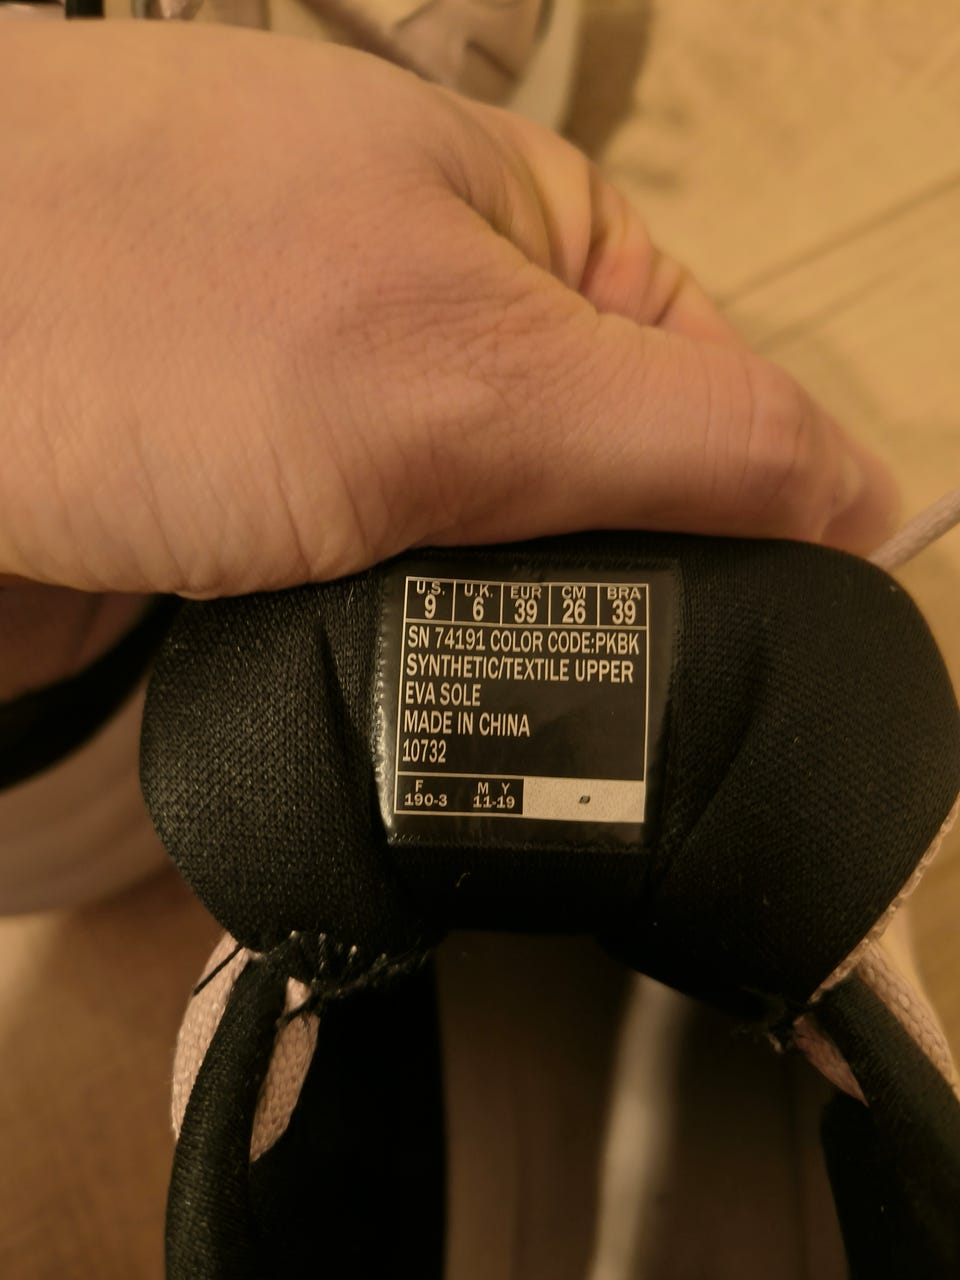 U.S. U.K. EUR CM BRA
9 6 39 26 39
SN 74191 COLOR CODE:PKBK
SYNTHETIC/TEXTILE UPPER
EVA SOLE
MADE IN CHINA
10732
F M Y
190-3 11-19